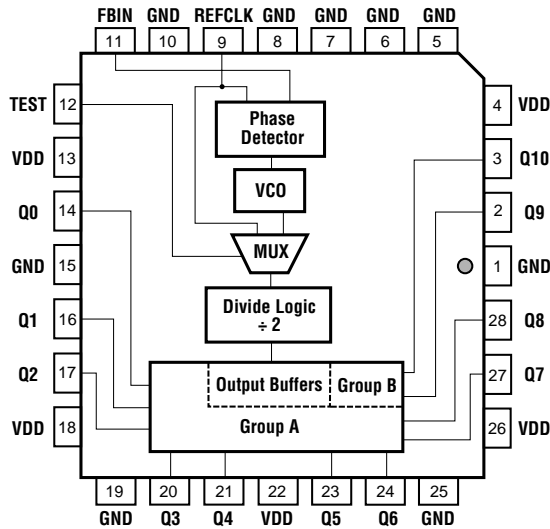 FBIN GND REFCLK GND GND GND GND
11 10 9 8 7 6 5
TEST 12
4 VDD
Phase
Detector
VDD 13
3 Q10
VCO
Q0 14
2 Q9
MUX
GND 15
1 GND
Divide Logic
÷ 2
Q1 16
28 Q8
Q2 17
27 Q7
Output Buffers Group B
Group A
VDD 18
26 VDD
19 20 21 22 23 24 25
GND Q3 Q4 VDD Q5 Q6 GND